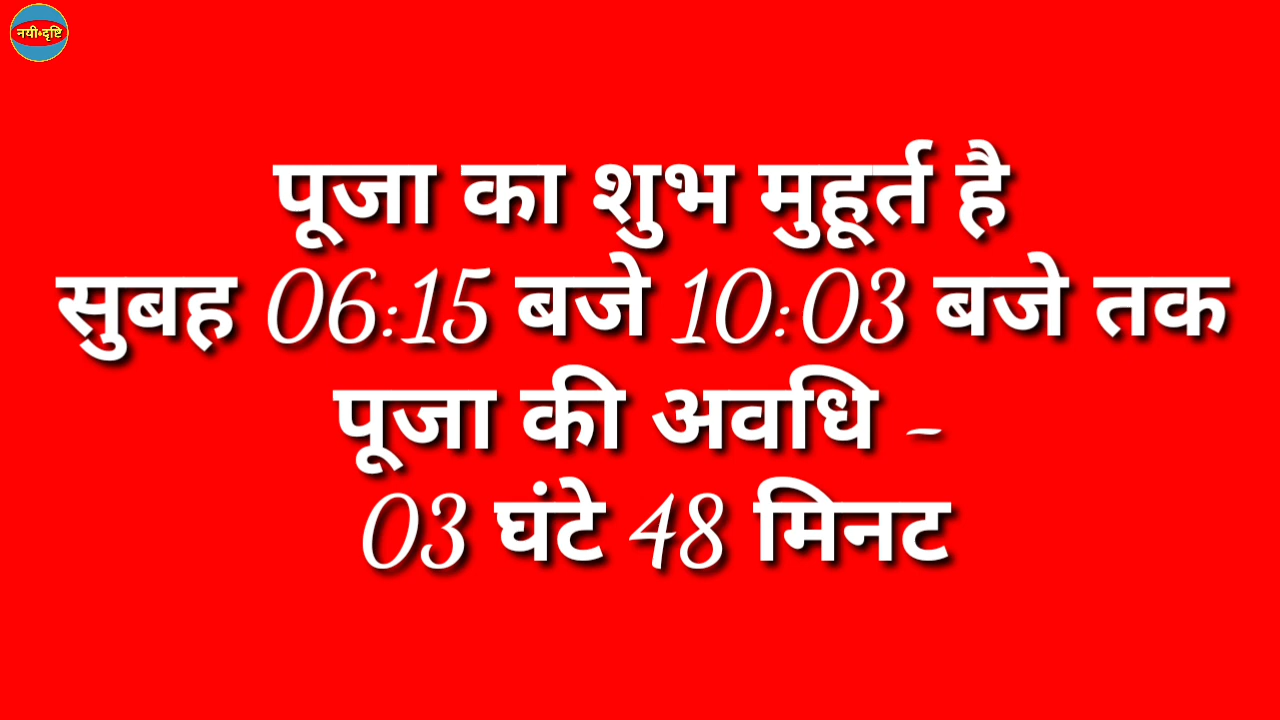 नयी•दृष्टि
पूजा का शुभ मुहूर्त है
सुबह 06:15 बजे 10:03 बजे तक
पूजा की अवधि -
03 घंटे 48 मिनट